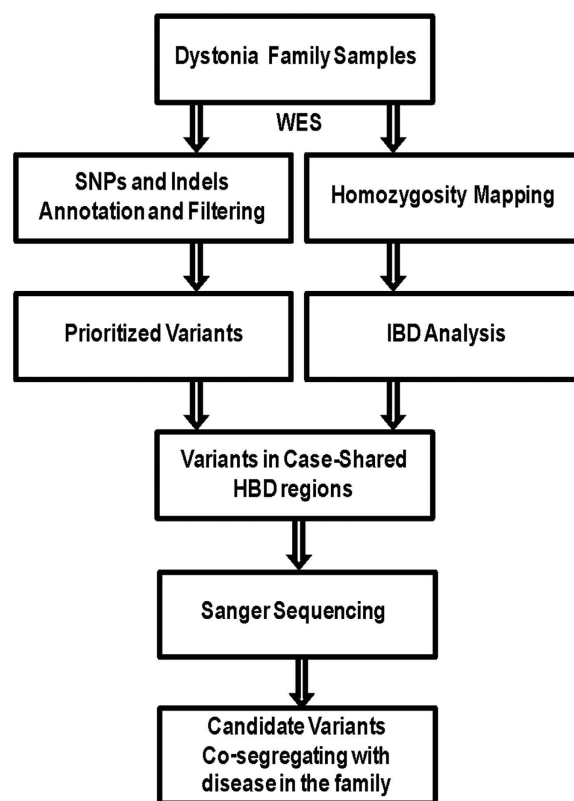 Dystonia Family Samples
WES
SNPs and Indels
Annotation and Filtering
Homozygosity Mapping
Prioritized Variants
IBD Analysis
Variants in Case-Shared
HBD regions
Sanger Sequencing
Candidate Variants
Co-segregating with
disease in the family